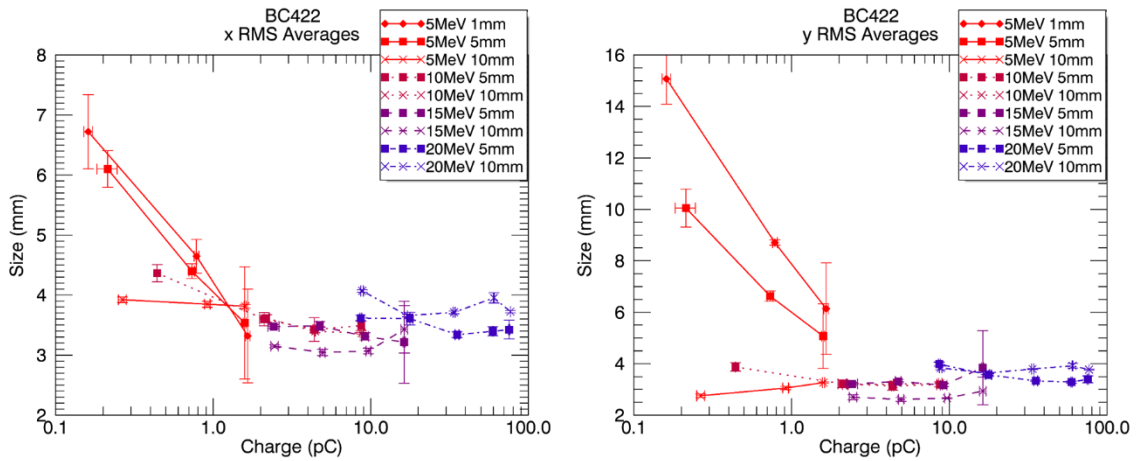 BC422
x RMS Averages
5MeV 1mm
5MeV 5mm
5MeV 10mm
10MeV 5mm
10MeV 10mm
15MeV 5mm
15MeV 10mm
20MeV 5mm
20MeV 10mm
8
7
6
5
4
3
2
Size (mm)
0.1 1.0 10.0 100.0
Charge (pC)
BC422
y RMS Averages
5MeV 1mm
5MeV 5mm
5MeV 10mm
10MeV 5mm
10MeV 10mm
15MeV 5mm
15MeV 10mm
20MeV 5mm
20MeV 10mm
16
14
12
10
8
6
4
2
Size (mm)
0.1 1.0 10.0 100.0
Charge (pC)